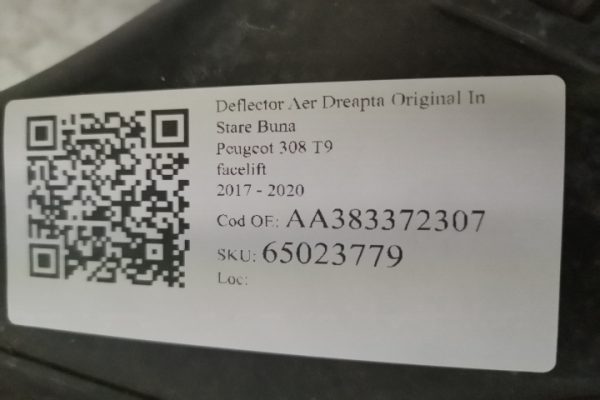 Deflector Aer Dreapta Original In
Stare Buna
Peugeot 308 T9
facelift
2017 - 2020
Cod OE: AA383372307
SKU: 65023779
Loc: